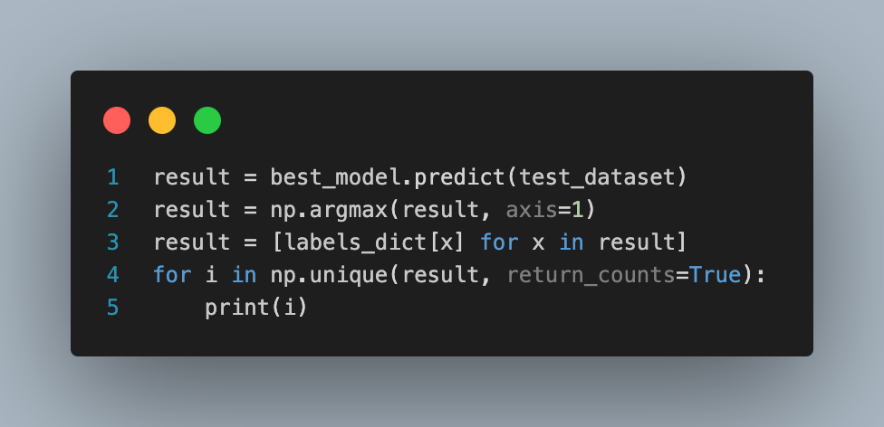 1 result = best_model.predict(test_dataset)
2 result = np.argmax(result, axis=1)
3 result = [labels_dict[x] for x in result]
4 for i in np.unique(result, return_counts=True):
5     print(i)